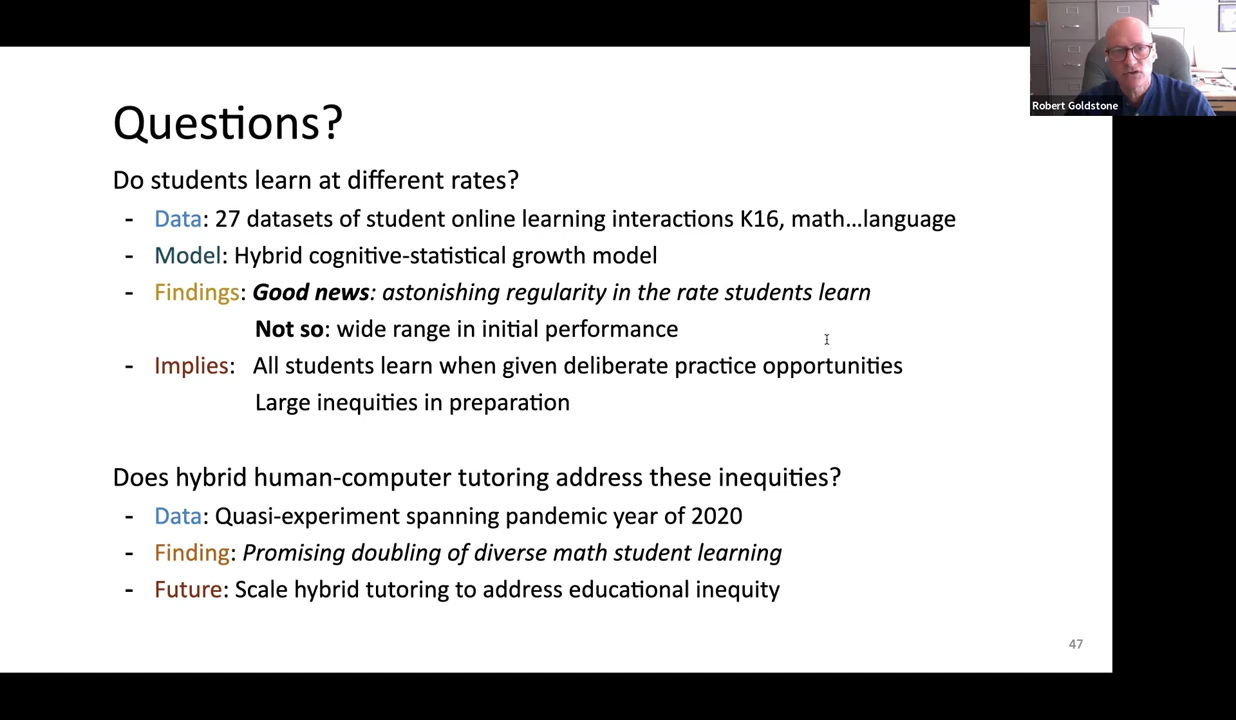 Robert Goldstone
Questions?
Do students learn at different rates?
- Data: 27 datasets of student online learning interactions K16, math…language
- Model: Hybrid cognitive-statistical growth model
- Findings: Good news: astonishing regularity in the rate students learn
Not so: wide range in initial performance
- Implies: All students learn when given deliberate practice opportunities
Large inequities in preparation
Does hybrid human-computer tutoring address these inequities?
- Data: Quasi-experiment spanning pandemic year of 2020
- Finding: Promising doubling of diverse math student learning
- Future: Scale hybrid tutoring to address educational inequity
47